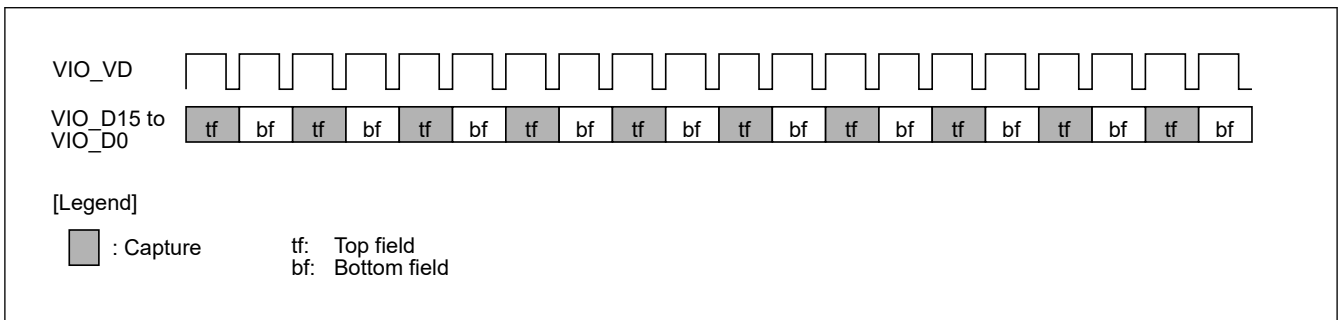 VIO_VD
VIO_D15 to
VIO_D0
tf bf tf bf tf bf tf bf tf bf tf bf tf bf tf bf tf bf tf bf
[Legend]
: Capture
tf: Top field
bf: Bottom field